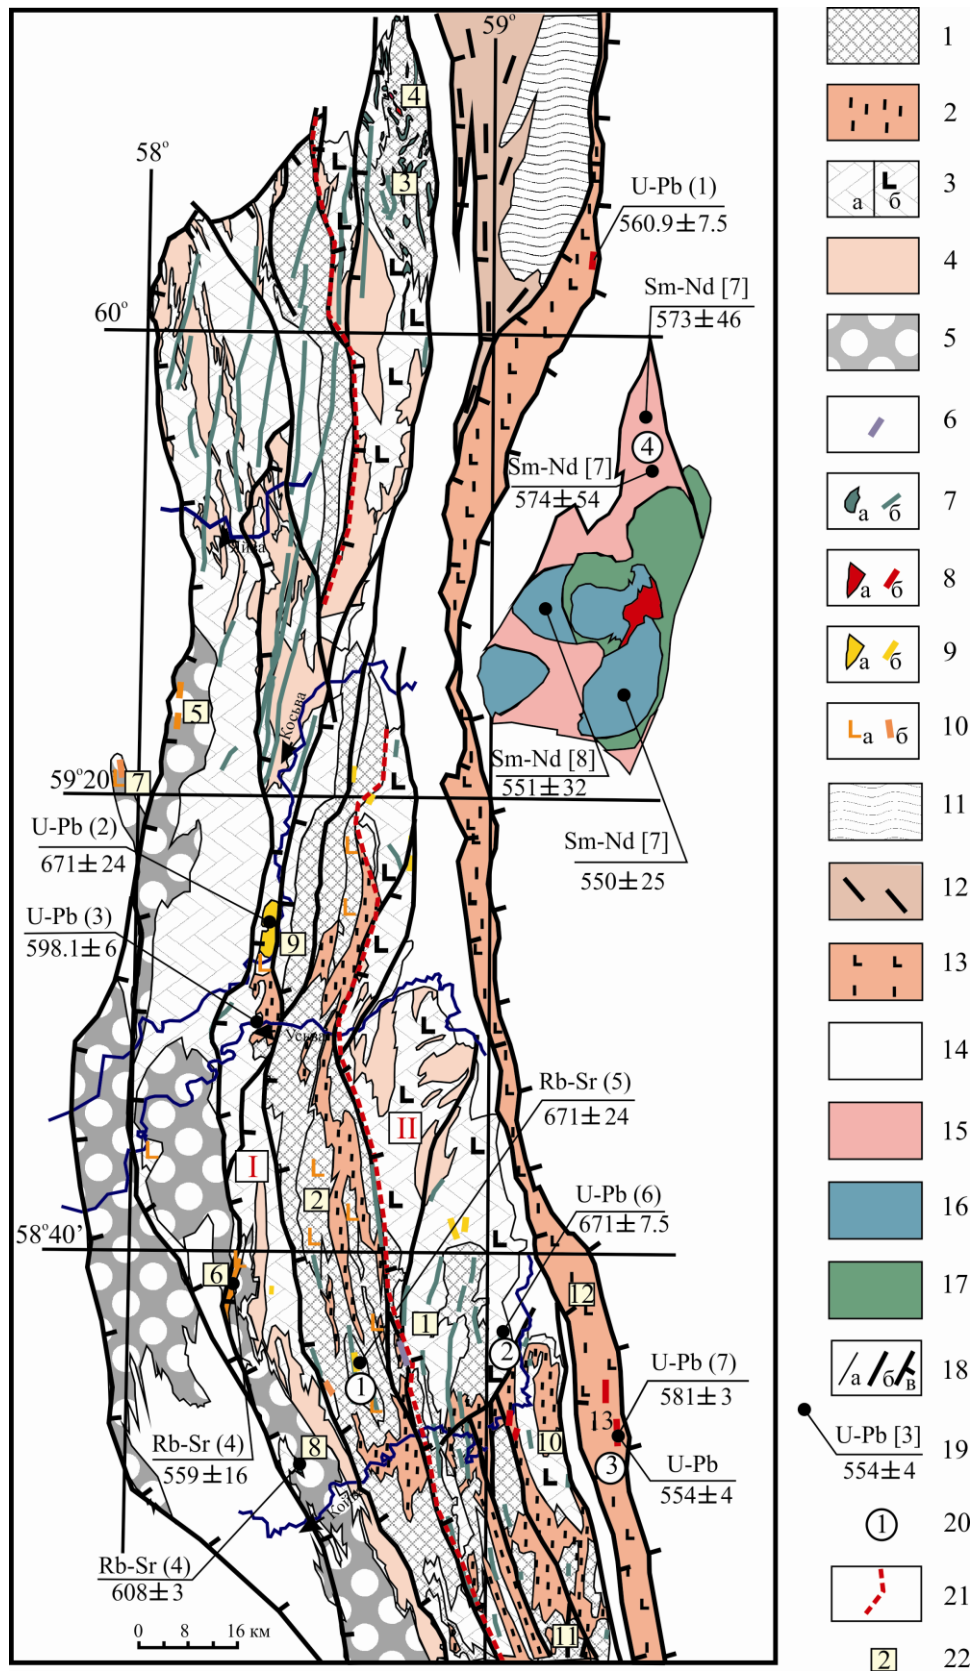 59°
58°
4
3
U-Pb (1)
560.9±7.5
Sm-Nd [7]
573±46
60°
4
Sm-Nd [7]
574±54
Косьва
5
7
59°20
Sm-Nd [8]
551±32
U-Pb (2)
671±24
Sm-Nd [7]
550±25
U-Pb (3)
598.1±6
9
Усьва
Rb-Sr (5)
671±24
II
I
2
U-Pb (6)
671±7.5
58°40'
6
12
1
2
1
U-Pb (7)
581±3
13
10
Rb-Sr (4)
559±16
8
3
U-Pb
554±4
Rb-Sr (4)
608±3
11
0 8 16 км
1
2
а б 3
4
5
6
а б 7
а б 8
а б 9
а б 10
11
12
13
14
15
16
17
а б в 18
U-Pb [3]
554±4
19
1 20
21
2 22